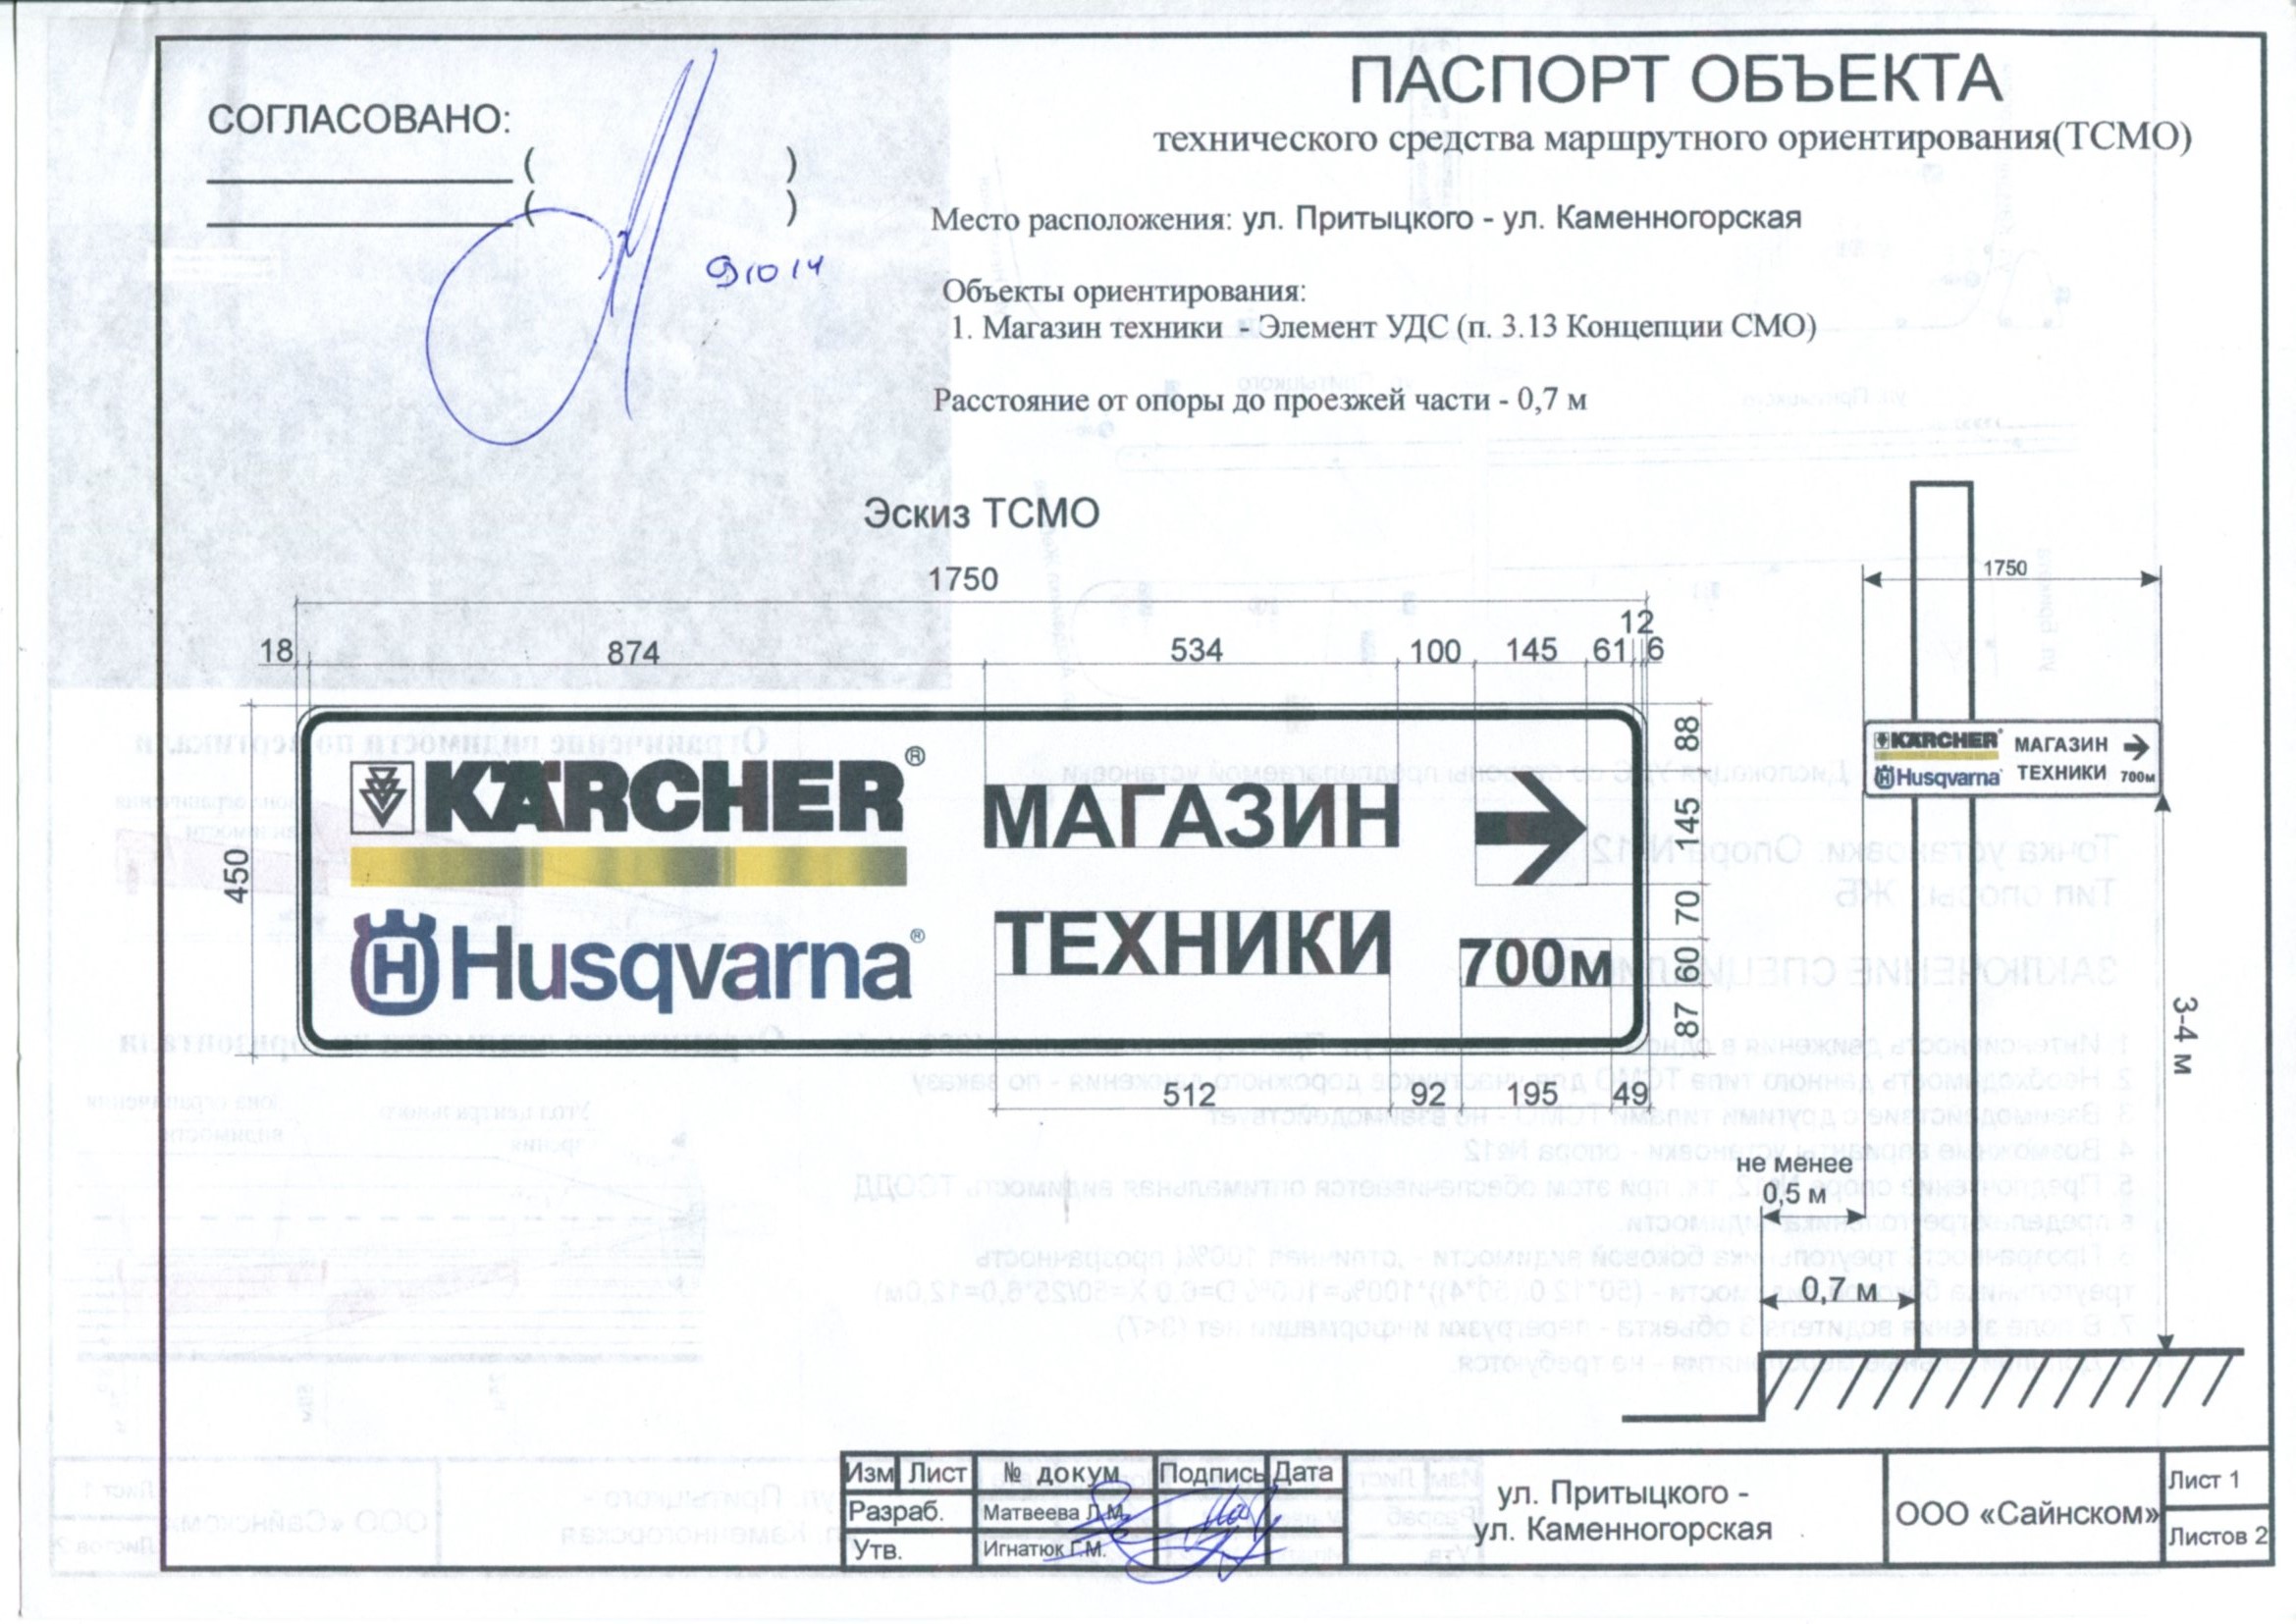 СОГЛАСОВАНО:
( )
( )
9 10 14
ПАСПОРТ ОБЪЕКТА
технического средства маршрутного ориентирования(ТСМО)
Место расположения: ул. Притыцкого - ул. Каменногорская
Объекты ориентирования:
1. Магазин техники - Элемент УДС (п. 3.13 Концепции СМО)
Расстояние от опоры до проезжей части - 0,7 м
Эскиз ТСМО
1750
18 874 534 100 145 61 12 6
450
KÄRCHER®
Husqvarna®
МАГАЗИН
ТЕХНИКИ
700м
88
145
70
60
87
512 92 195 49
1750
KÄRCHER®
Husqvarna
МАГАЗИН
ТЕХНИКИ
700м
3-4 м
не менее
0,5 м
0,7 м
Изм Лист № докум Подпись Дата
Разраб. Матвеева Л.М.
Утв. Игнатюк Г.М.
ул. Притыцкого -
ул. Каменногорская
ООО «Сайнском»
Лист 1
Листов 2